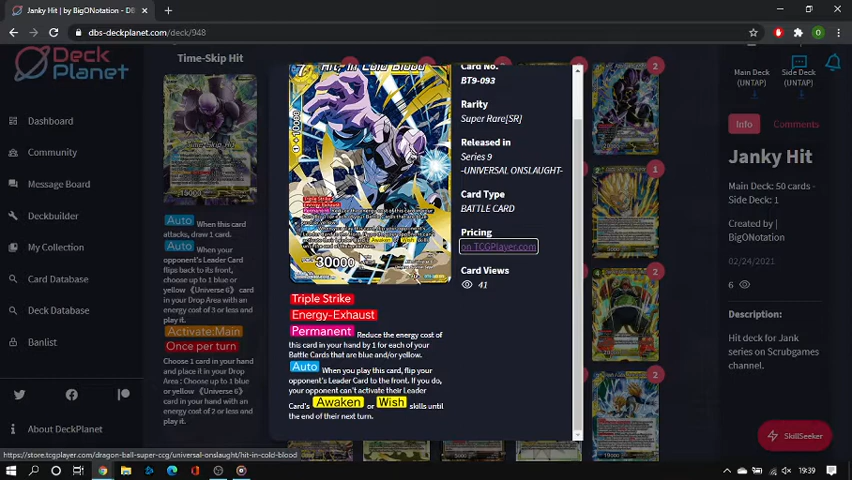 Janky Hit | by BigONotation - DB
dbs-deckplanet.com/deck/948
Deck
Planet
Dashboard
Community
Message Board
Deckbuilder
My Collection
Card Database
Deck Database
Banlist
About DeckPlanet
Time-Skip Hit
15000
Auto When this card
attacks, draw 1 card.
Auto When your
opponent's Leader Card
flips back to its front,
choose up to 1 blue or
yellow 《Universe 6》
card in your Drop Area
with an energy cost of 3
or less and play it.
Activate:Main
Once per turn
Choose 1 card in your hand
and place it in your Drop
Area : Choose up to 1 blue
or yellow 《Universe 6》
card with an energy cost
of 2 or less and play it.
7
Hit, In Cold Blood
+10000
30000
Triple Strike
Energy-Exhaust
Permanent Reduce the energy cost of
this card in your hand by 1 for each of your
Battle Cards that are blue and/or yellow.
Auto When you play this card, flip your
opponent's Leader Card to the front. If you do,
your opponent can't activate their Leader
Card's Awaken or Wish skills until
the end of their next turn.
Card No.
BT9-093
Rarity
Super Rare[SR]
Released in
Series 9
-UNIVERSAL ONSLAUGHT-
Card Type
BATTLE CARD
Pricing
on TCGPlayer.com
Card Views
41
2
1
2
2
Main Deck
(UNTAP)
Side Deck
(UNTAP)
Info
Comments
Janky Hit
Main Deck: 50 cards -
Side Deck: 1
Created by |
BigONotation
02/24/2021
6
Description:
Hit deck for Jank
series on Scrubgames
channel.
SkillSeeker
https://store.tcgplayer.com/dragon-ball-super-ccg/universal-onslaught/hit-in-cold-blood
19:39